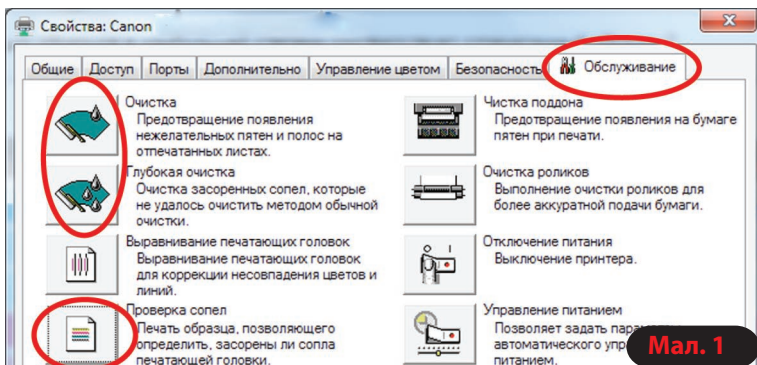 Свойства: Canon
Общие Доступ Порты Дополнительно Управление цветом Безопасность Обслуживание
Очистка
Предотвращение появления
нежелательных пятен и полос на
отпечатанных листах.
Глубокая очистка
Очистка засоренных сопел, которые
не удалось очистить методом обычной
очистки.
Выравнивание печатающих головок
Выравнивание печатающих головок
для коррекции несовпадения цветов и
линий.
Проверка сопел
Печать образца, позволяющего
определить, засорены ли сопла
печатающей головки.
Чистка поддона
Предотвращение появления на бумаге
пятен при печати.
Очистка роликов
Выполнение очистки роликов для
более аккуратной подачи бумаги.
Отключение питания
Выключение принтера.
Управление питанием
Позволяет задать
автоматического
питанием.
Мал. 1